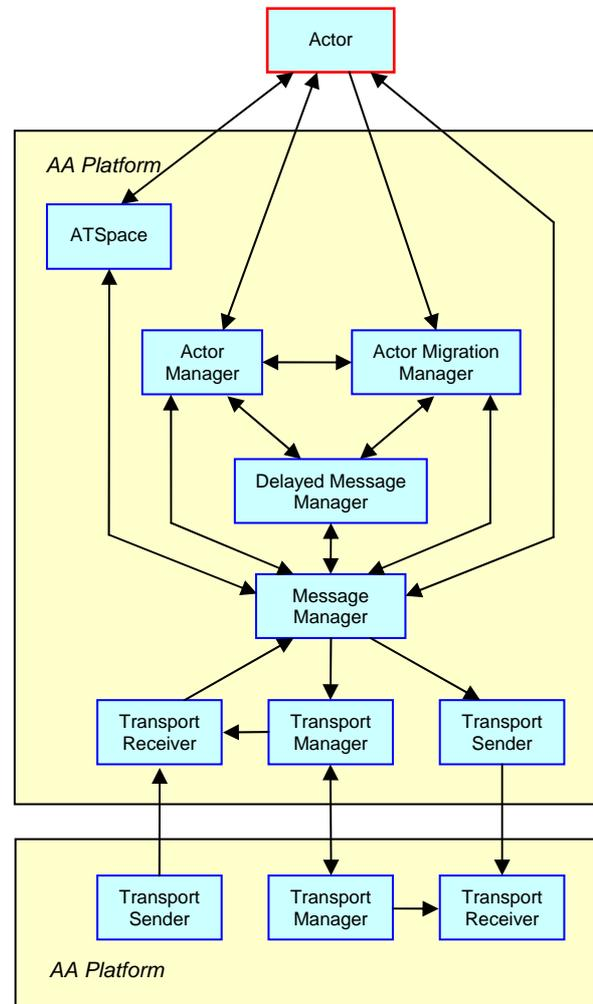 Actor
AA Platform
ATSpace
Actor
Manager
Actor Migration
Manager
Delayed Message
Manager
Message
Manager
Transport
Receiver
Transport
Manager
Transport
Sender
Transport
Sender
Transport
Manager
Transport
Receiver
AA Platform